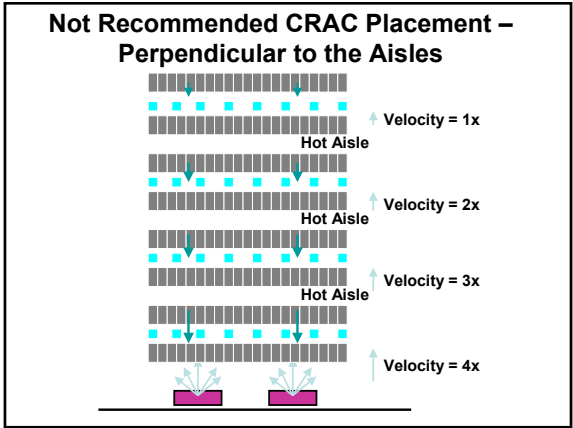 Not Recommended CRAC Placement –
Perpendicular to the Aisles
Velocity = 1x
Hot Aisle
Velocity = 2x
Hot Aisle
Velocity = 3x
Hot Aisle
Velocity = 4x